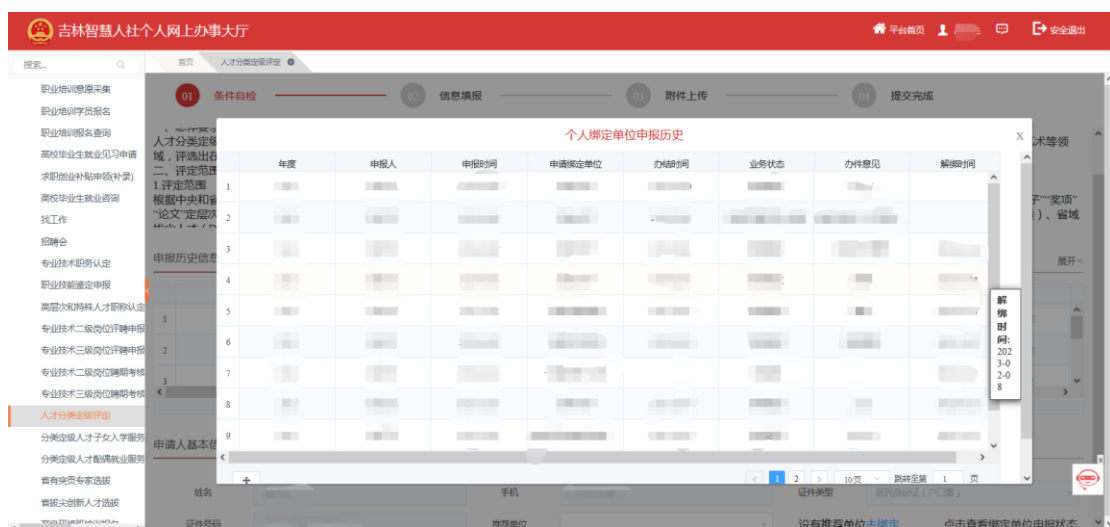 吉林智慧人社个人网上办事大厅
平台首页
安全退出
搜索...
首页
人才分类定级评定
职业培训意愿采集
职业培训学员报名
职业培训报名查询
高校毕业生就业见习申请
求职创业补贴申领(补录)
高校毕业生就业咨询
找工作
招聘会
专业技术职务认定
职业技能鉴定申报
高层次和特殊人才职称认定
专业技术二级岗位评聘申报
专业技术三级岗位评聘申报
专业技术二级岗位聘期考核
专业技术三级岗位聘期考核
人才分类定级评定
分类定级人才子女入学服务
分类定级人才配偶就业服务
省有突贡专家选拔
省拔尖创新人才选拔
01 条件自检
02 信息填报
03 附件上传
04 提交完成
人才分类定级
术等领
域，评选出在
二、评定范围
1.评定范围
根据中央和省
子”“奖项”
“论文”定层次
）、省域
申报历史信息
展开
1
2
3
个人绑定单位申报历史
X
年度 申报人 申报时间 申请绑定单位 办结时间 业务状态 办件意见 解绑时间
1
2
3
4
5
6
7
8
9
解绑时间:2023-02-08
1 2 10/页 跳转至第 1 页
申请人基本信
姓名
手机
证件类型
居民身份证（户口簿）
证件号码
推荐单位
没有推荐单位去绑定
点击查看绑定单位申报状态